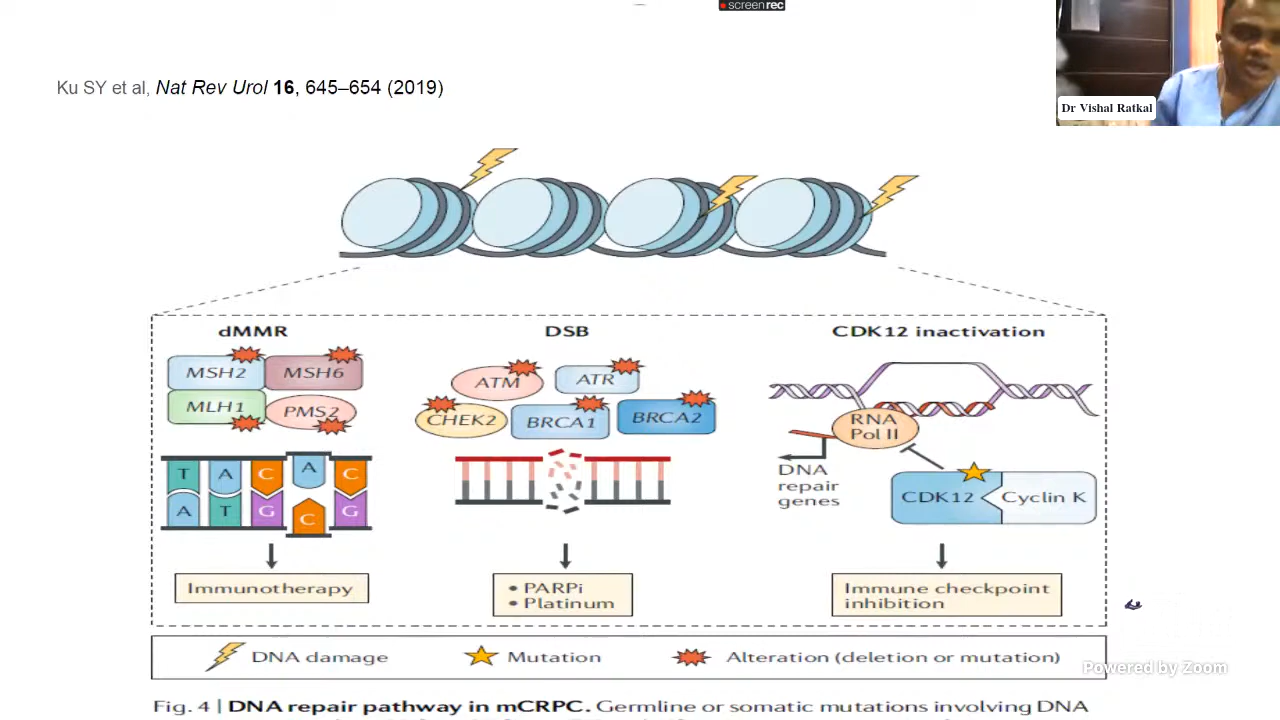 screenrec
Ku SY et al, Nat Rev Urol 16, 645–654 (2019)
Dr Vishal Ratkal
dMMR
MSH2
MSH6
MLH1
PMS2
T
A
C
A
C
A
T
G
C
G
Immunotherapy
DSB
ATM
ATR
CHEK2
BRCA1
BRCA2
• PARPi
• Platinum
CDK12 inactivation
RNA
Pol II
DNA
repair
genes
CDK12
Cyclin K
Immune checkpoint
inhibition
DNA damage
Mutation
Alteration (deletion or mutation)
Powered by Zoom
Fig. 4 | DNA repair pathway in mCRPC. Germline or somatic mutations involving DNA